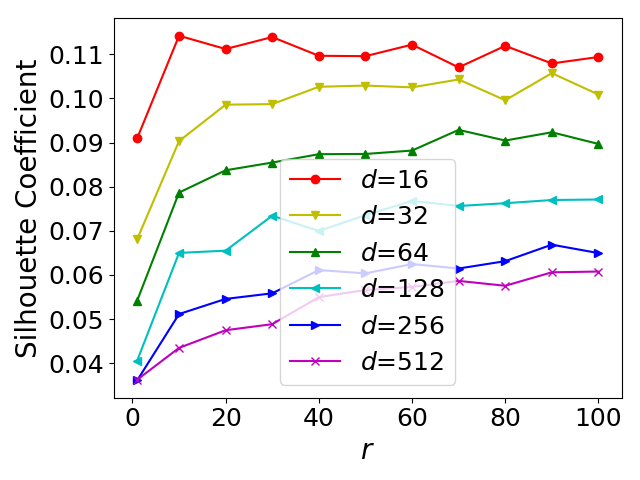 Silhouette Coefficient
0.11
0.10
0.09
0.08
0.07
0.06
0.05
0.04
d=16
d=32
d=64
d=128
d=256
d=512
0 20 40 60 80 100
r